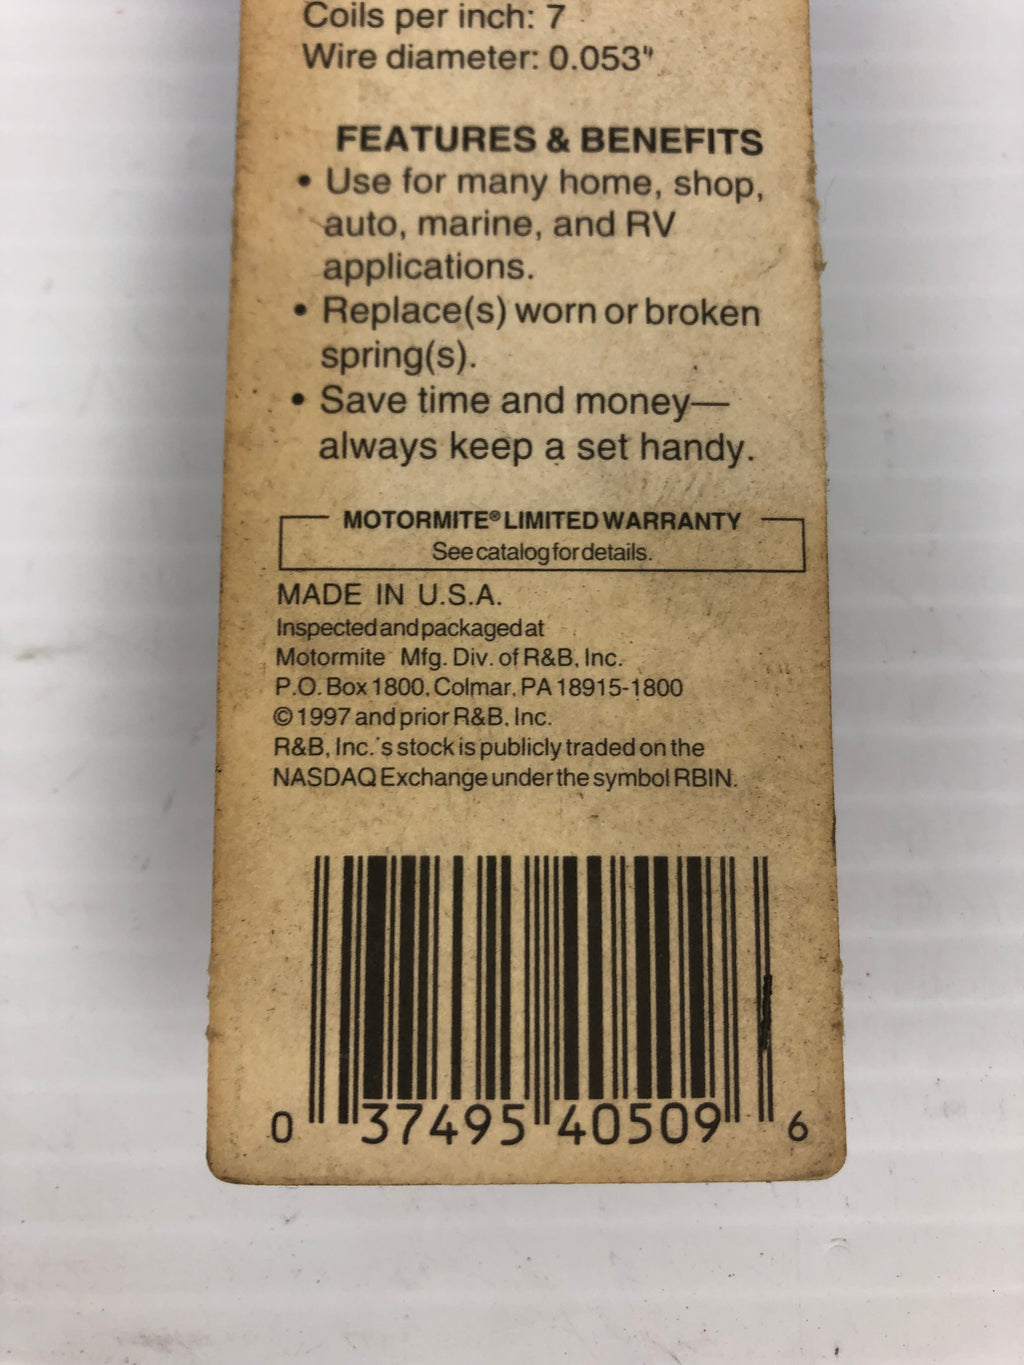 Coils per inch: 7
Wire diameter: 0.053"
FEATURES & BENEFITS
• Use for many home, shop,
auto, marine, and RV
applications.
• Replace(s) worn or broken
spring(s).
• Save time and money—
always keep a set handy.
MOTORMITE® LIMITED WARRANTY
See catalog for details.
MADE IN U.S.A.
Inspected and packaged at
Motormite Mfg. Div. of R&B, Inc.
P.O. Box 1800, Colmar, PA 18915-1800
© 1997 and prior R&B, Inc.
R&B, Inc.'s stock is publicly traded on the
NASDAQ Exchange under the symbol RBIN.
0 37495 40509 6